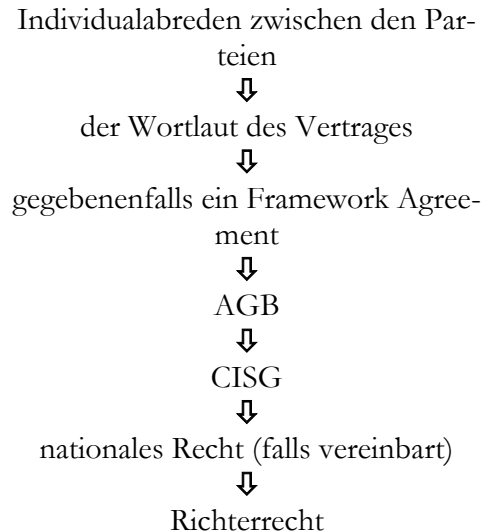 Individualabreden zwischen den Par-
teien
⇩
der Wortlaut des Vertrages
⇩
gegebenenfalls ein Framework Agree-
ment
⇩
AGB
⇩
CISG
⇩
nationales Recht (falls vereinbart)
⇩
Richterrecht